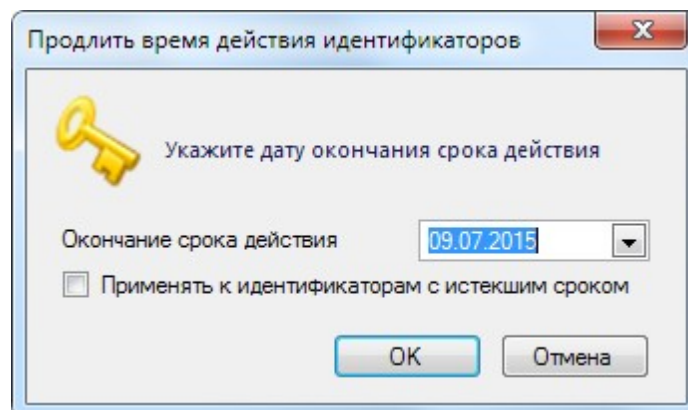 Продлить время действия идентификаторов
Укажите дату окончания срока действия
Окончание срока действия 09.07.2015
Применять к идентификаторам с истекшим сроком
OK Отмена